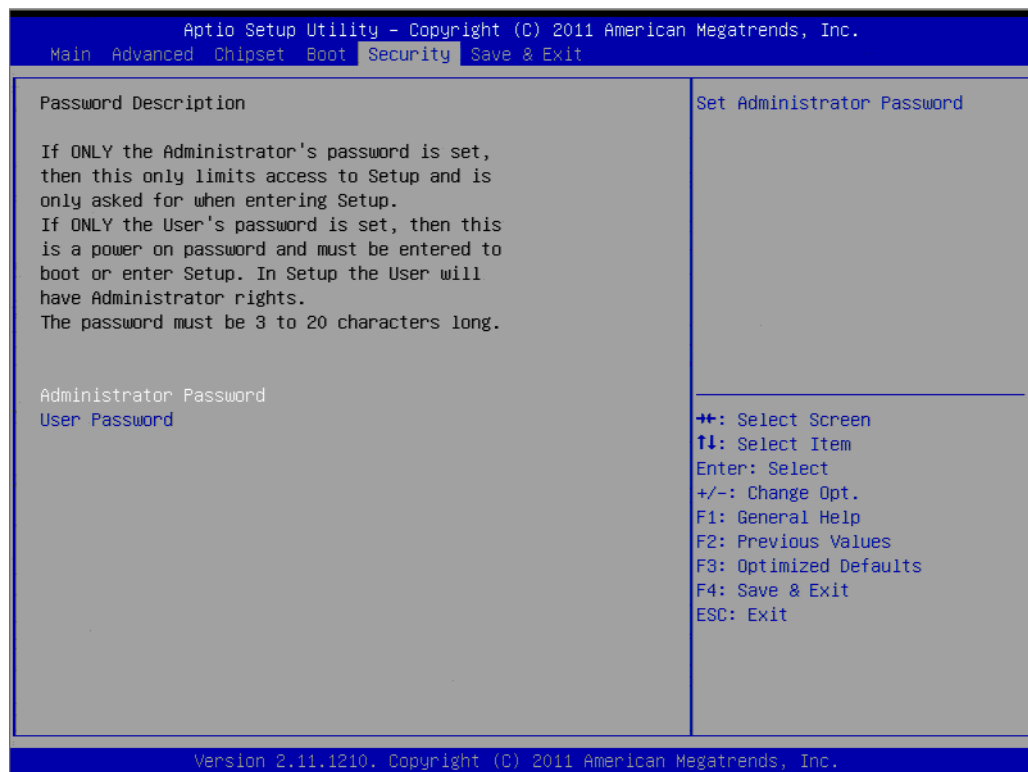 Aptio Setup Utility – Copyright (C) 2011 American Megatrends, Inc.
Main Advanced Chipset Boot Security Save & Exit
Password Description
If ONLY the Administrator's password is set,
then this only limits access to Setup and is
only asked for when entering Setup.
If ONLY the User's password is set, then this
is a power on password and must be entered to
boot or enter Setup. In Setup the User will
have Administrator rights.
The password must be 3 to 20 characters long.
Administrator Password
User Password
Set Administrator Password
→←: Select Screen
↑↓: Select Item
Enter: Select
+/-: Change Opt.
F1: General Help
F2: Previous Values
F3: Optimized Defaults
F4: Save & Exit
ESC: Exit
Version 2.11.1210. Copyright (C) 2011 American Megatrends, Inc.